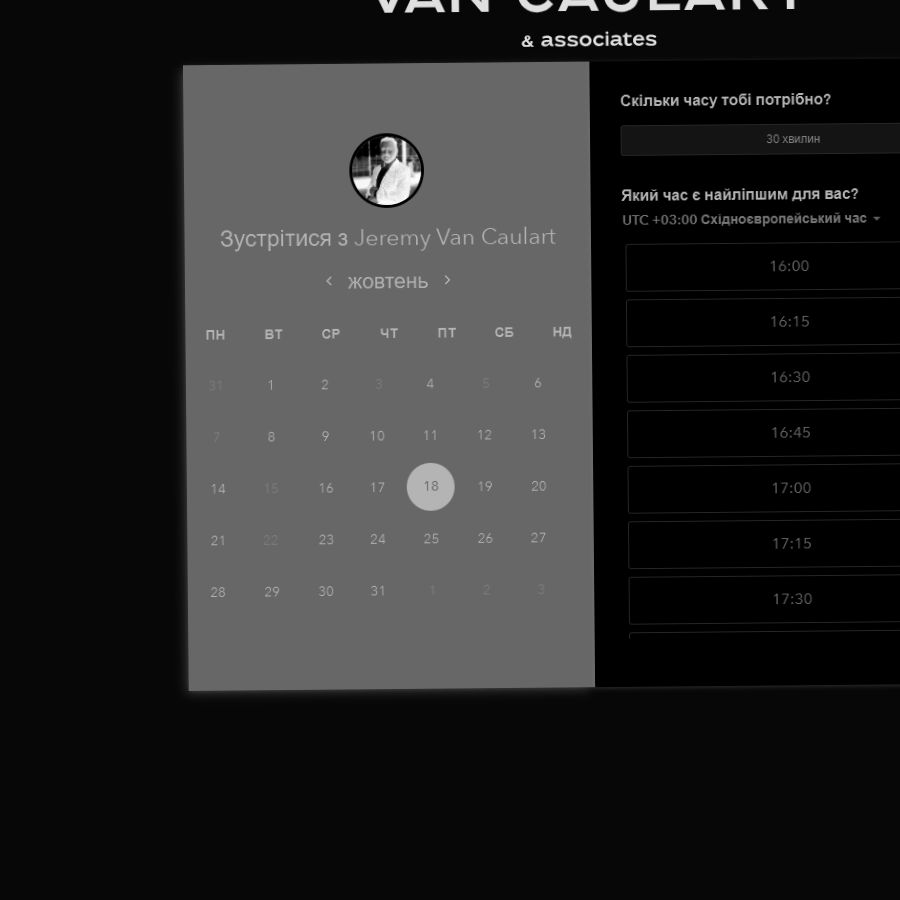 VAN CAULART
& associates
Зустрітися з Jeremy Van Caulart
жовтень
ПН ВТ СР ЧТ ПТ СБ НД
31 1 2 3 4 5 6
7 8 9 10 11 12 13
14 15 16 17 18 19 20
21 22 23 24 25 26 27
28 29 30 31 1 2 3
Скільки часу тобі потрібно?
30 хвилин
Який час є найліпшим для вас?
UTC +03:00 Східноєвропейський час
16:00
16:15
16:30
16:45
17:00
17:15
17:30